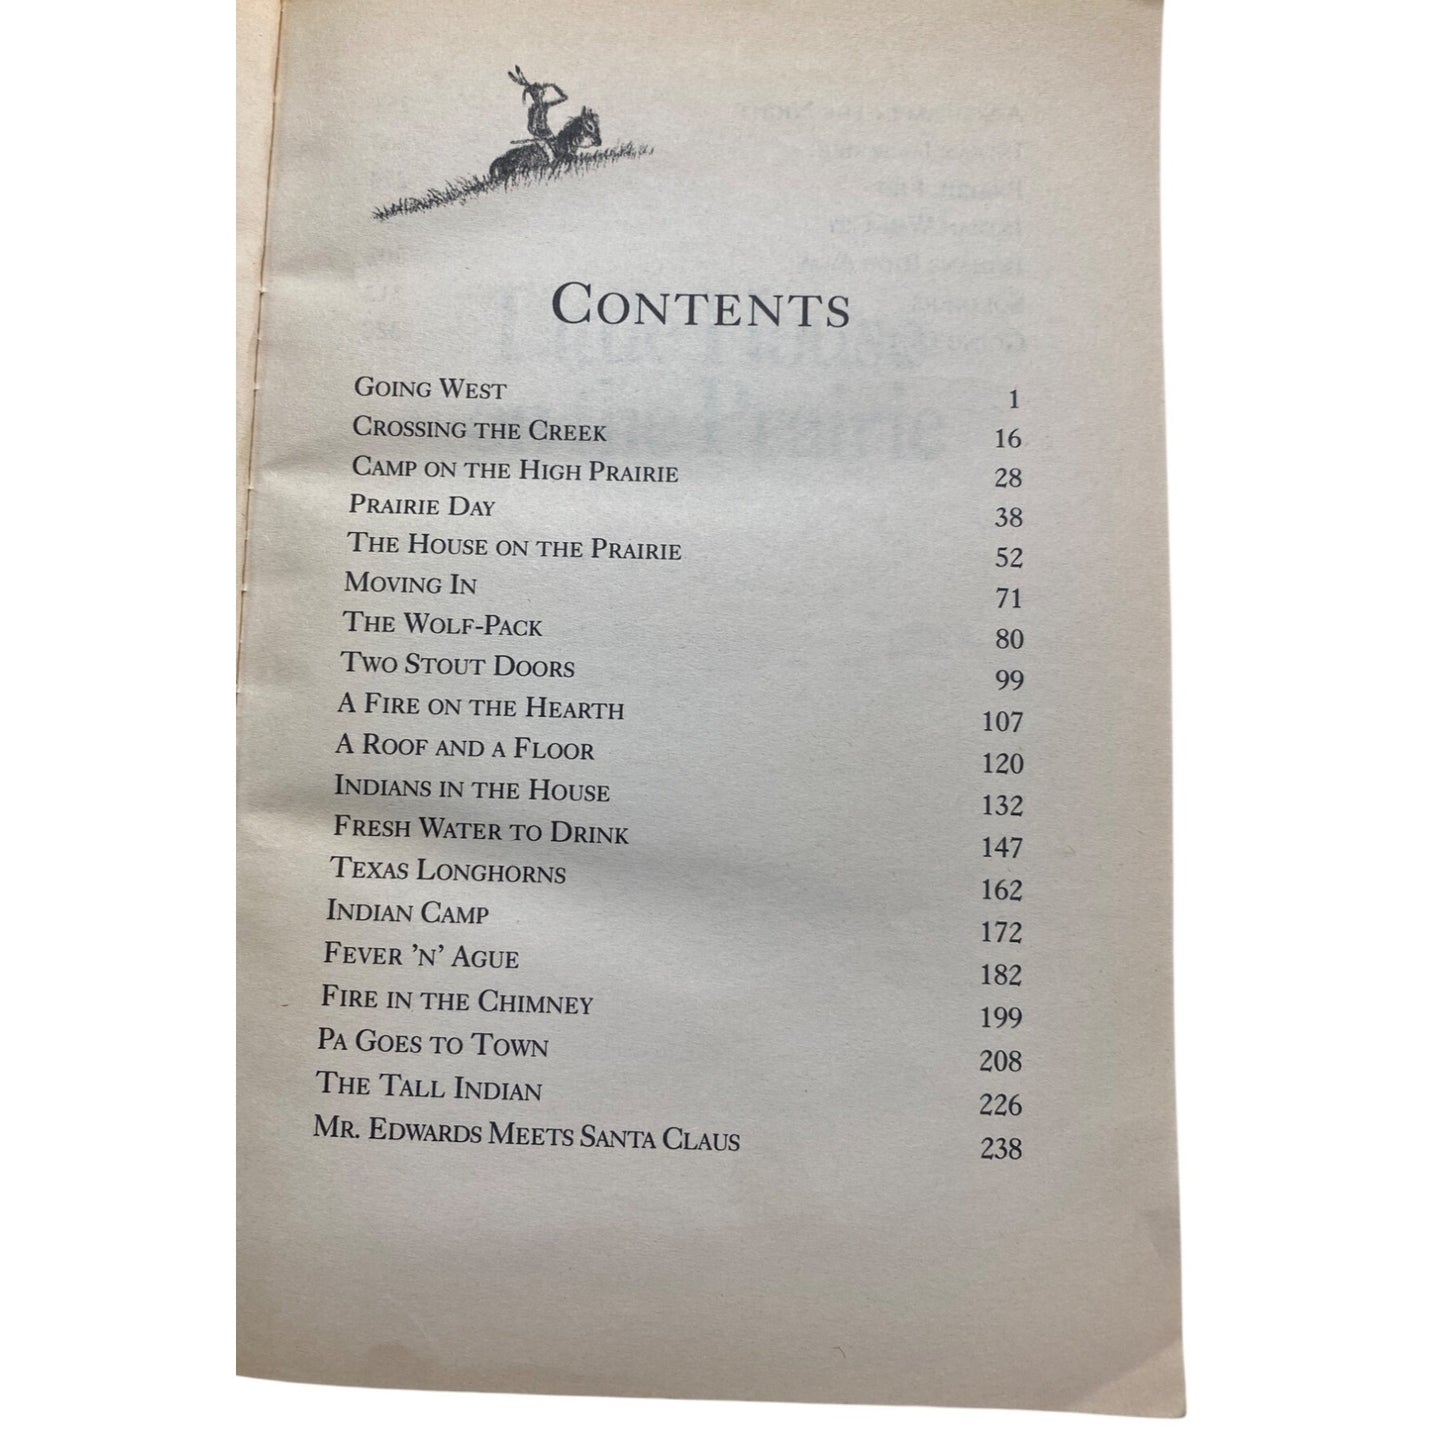 CONTENTS
GOING WEST 1
CROSSING THE CREEK 16
CAMP ON THE HIGH PRAIRIE 28
PRAIRIE DAY 38
THE HOUSE ON THE PRAIRIE 52
MOVING IN 71
THE WOLF-PACK 80
TWO STOUT DOORS 99
A FIRE ON THE HEARTH 107
A ROOF AND A FLOOR 120
INDIANS IN THE HOUSE 132
FRESH WATER TO DRINK 147
TEXAS LONGHORNS 162
INDIAN CAMP 172
FEVER ’N’ AGUE 182
FIRE IN THE CHIMNEY 199
PA GOES TO TOWN 208
THE TALL INDIAN 226
MR. EDWARDS MEETS SANTA CLAUS 238